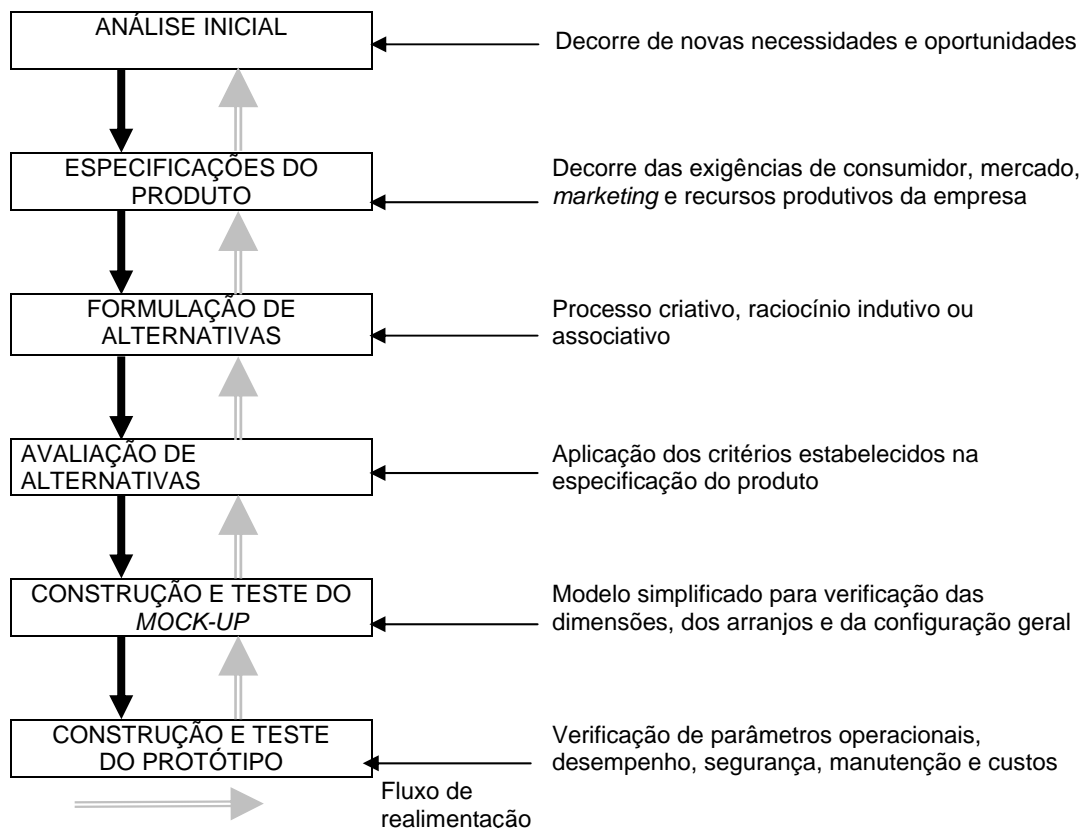 ANÁLISE INICIAL
Decorre de novas necessidades e oportunidades
ESPECIFICAÇÕES DO
PRODUTO
Decorre das exigências de consumidor, mercado,
marketing e recursos produtivos da empresa
FORMULAÇÃO DE
ALTERNATIVAS
Processo criativo, raciocínio indutivo ou
associativo
AVALIAÇÃO DE
ALTERNATIVAS
Aplicação dos critérios estabelecidos na
especificação do produto
CONSTRUÇÃO E TESTE DO
MOCK-UP
Modelo simplificado para verificação das
dimensões, dos arranjos e da configuração geral
CONSTRUÇÃO E TESTE
DO PROTÓTIPO
Verificação de parâmetros operacionais,
desempenho, segurança, manutenção e custos
Fluxo de
realimentação